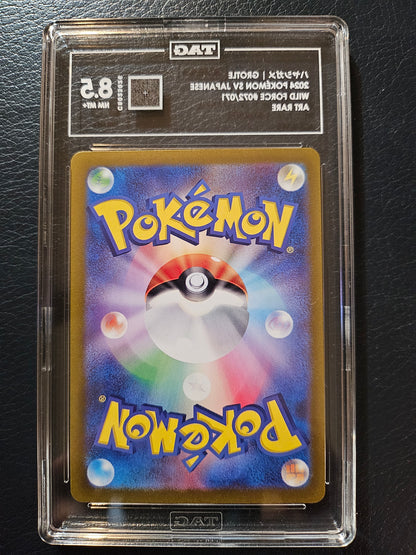 TAG
ハヤシガメ | GROTLE
2024 POKÉMON SV JAPANESE
WILD FORCE #072/071
ART RARE
8.5
NM MT+
POKéMON
®
POKéMON
®
TAG